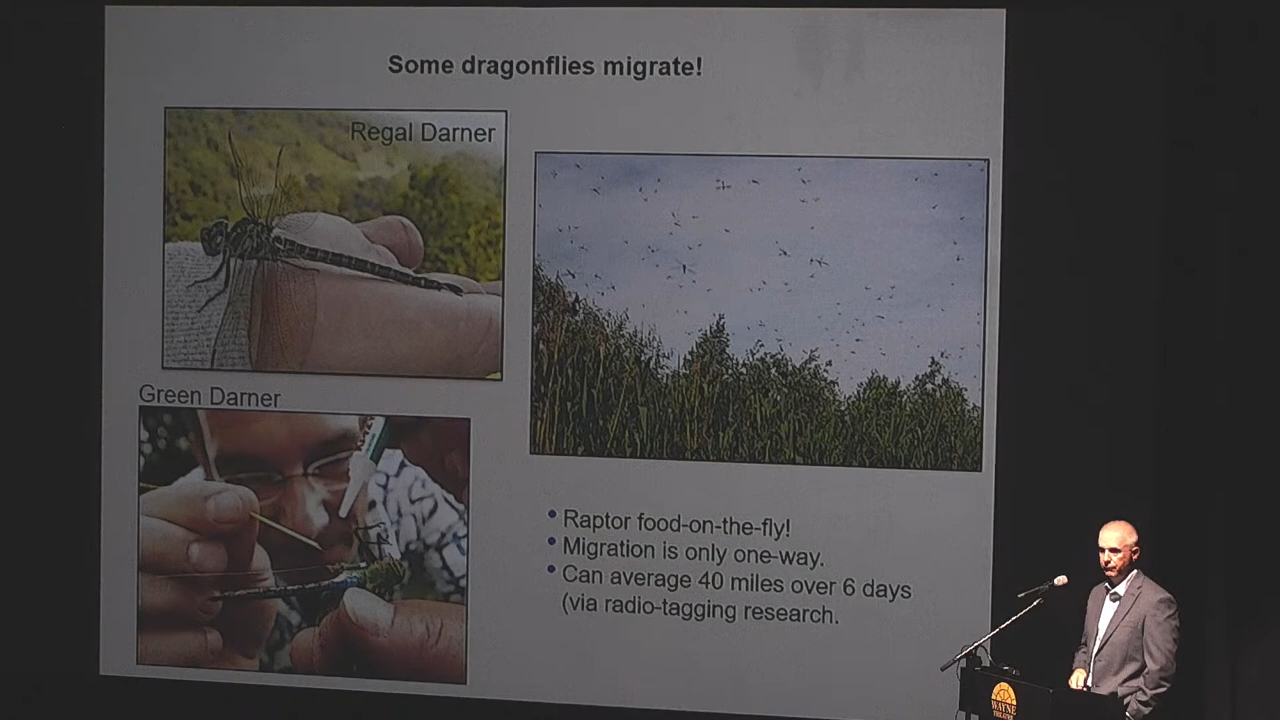 Some dragonflies migrate!
Regal Darner
Green Darner
• Raptor food-on-the-fly!
• Migration is only one-way.
• Can average 40 miles over 6 days
(via radio-tagging research.
WAYNE
THEATRE